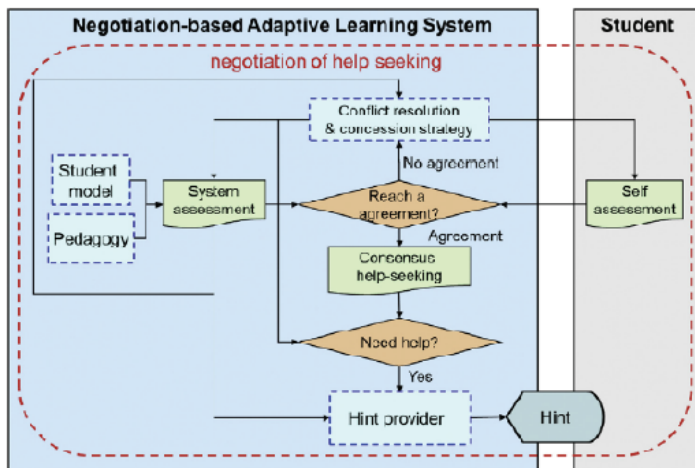 Negotiation-based Adaptive Learning System
Student
negotiation of help seeking
Conflict resolution
& concession strategy
No agreement
Student
model
System
assessment
Reach a
agreement?
Self
assessment
Pedagogy
Agreement
Consensus
help-seeking
Need help?
Yes
Hint provider
Hint